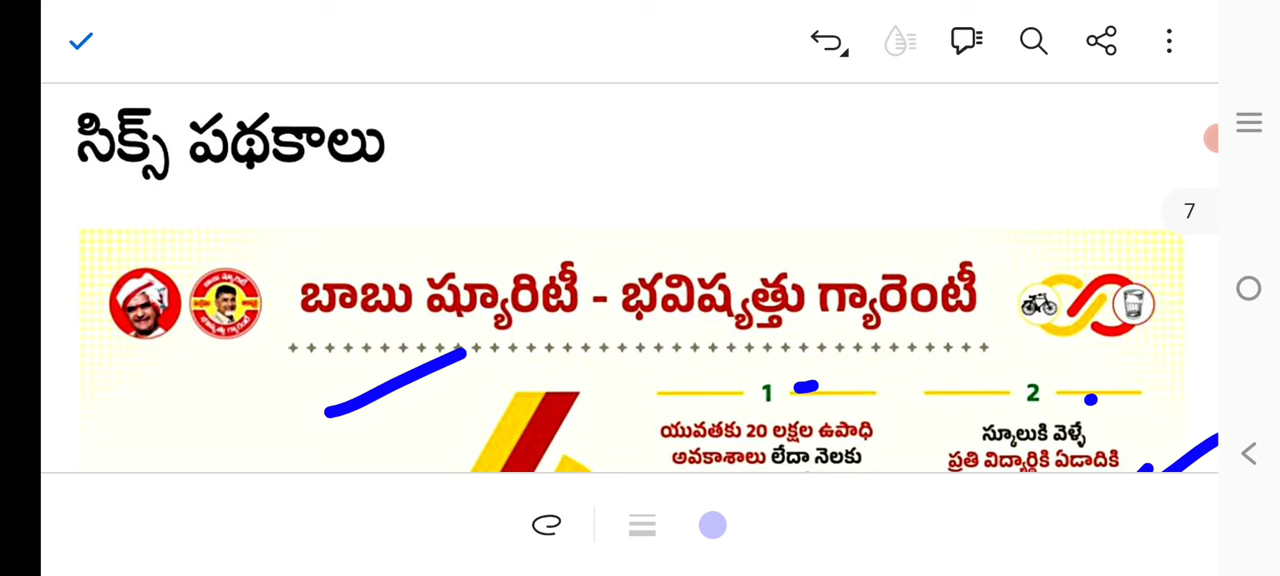 సిక్స్ పథకాలు
7
బాబు ష్యూరిటీ - భవిష్యత్తు గ్యారెంటీ
1
యువతకు 20 లక్షల ఉపాధి
అవకాశాలు లేదా నెలకు
2
స్కూలుకి వెళ్ళే
ప్రతి విద్యార్థికి ఏడాదికి